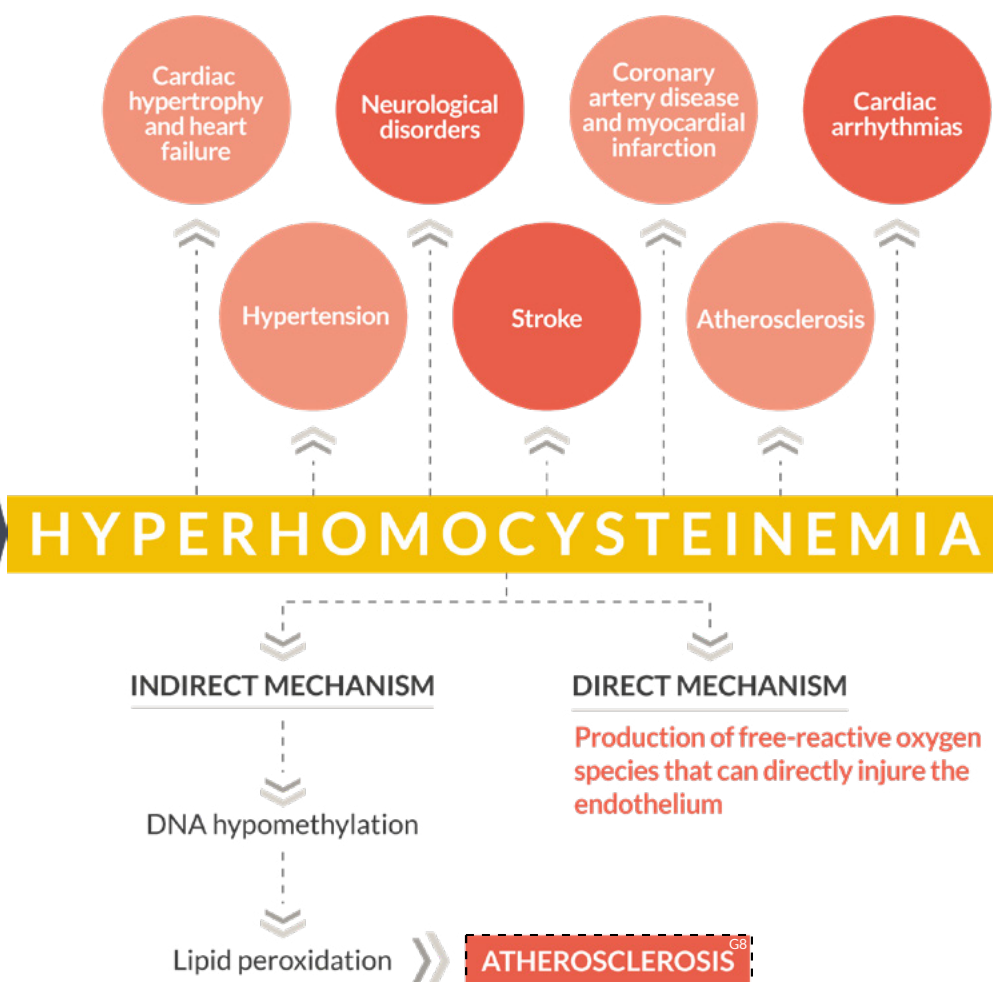 Cardiac
hypertrophy
and heart
failure
Neurological
disorders
Coronary
artery disease
and myocardial
infarction
Cardiac
arrhythmias
Hypertension
Stroke
Atherosclerosis
HYPERHOMOCYSTEINEMIA
INDIRECT MECHANISM
DNA hypomethylation
Lipid peroxidation
ATHEROSCLEROSIS G8
DIRECT MECHANISM
Production of free-reactive oxygen
species that can directly injure the
endothelium